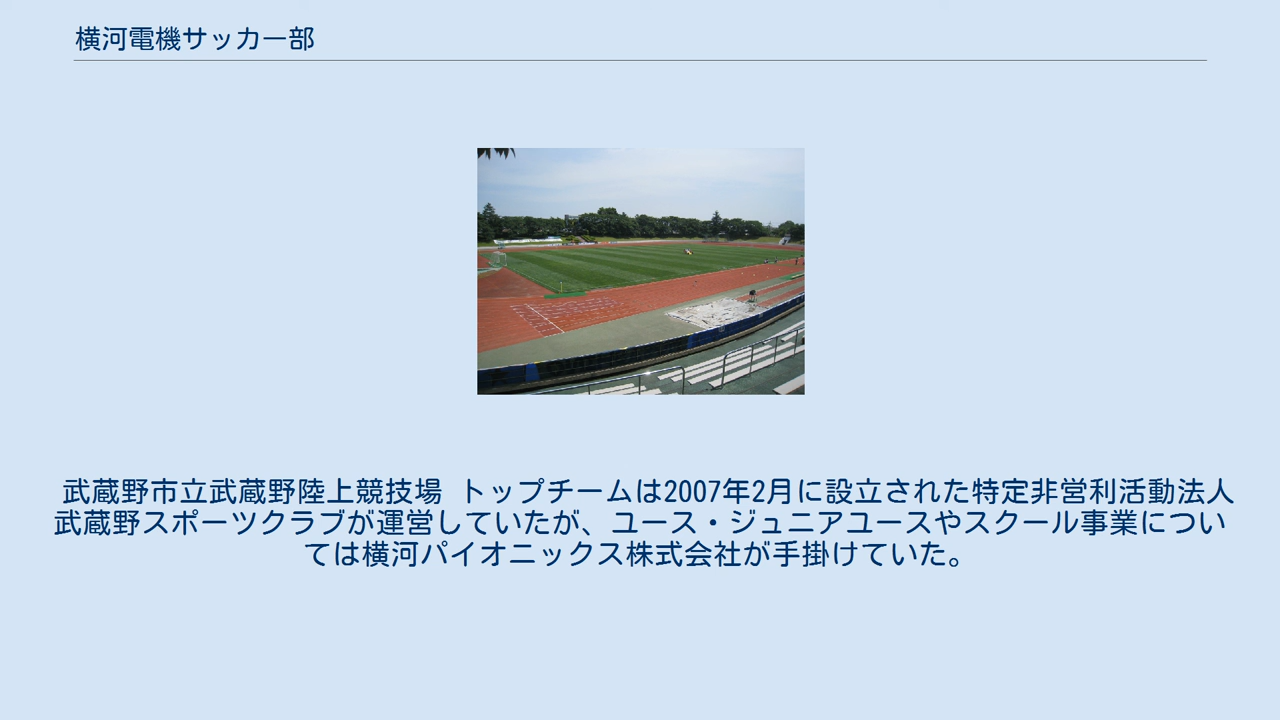 横河電機サッカー部
武蔵野市立武蔵野陸上競技場 トップチームは2007年2月に設立された特定非営利活動法人
武蔵野スポーツクラブが運営していたが、ユース・ジュニアユースやスクール事業につい
ては横河パイオニックス株式会社が手掛けていた。